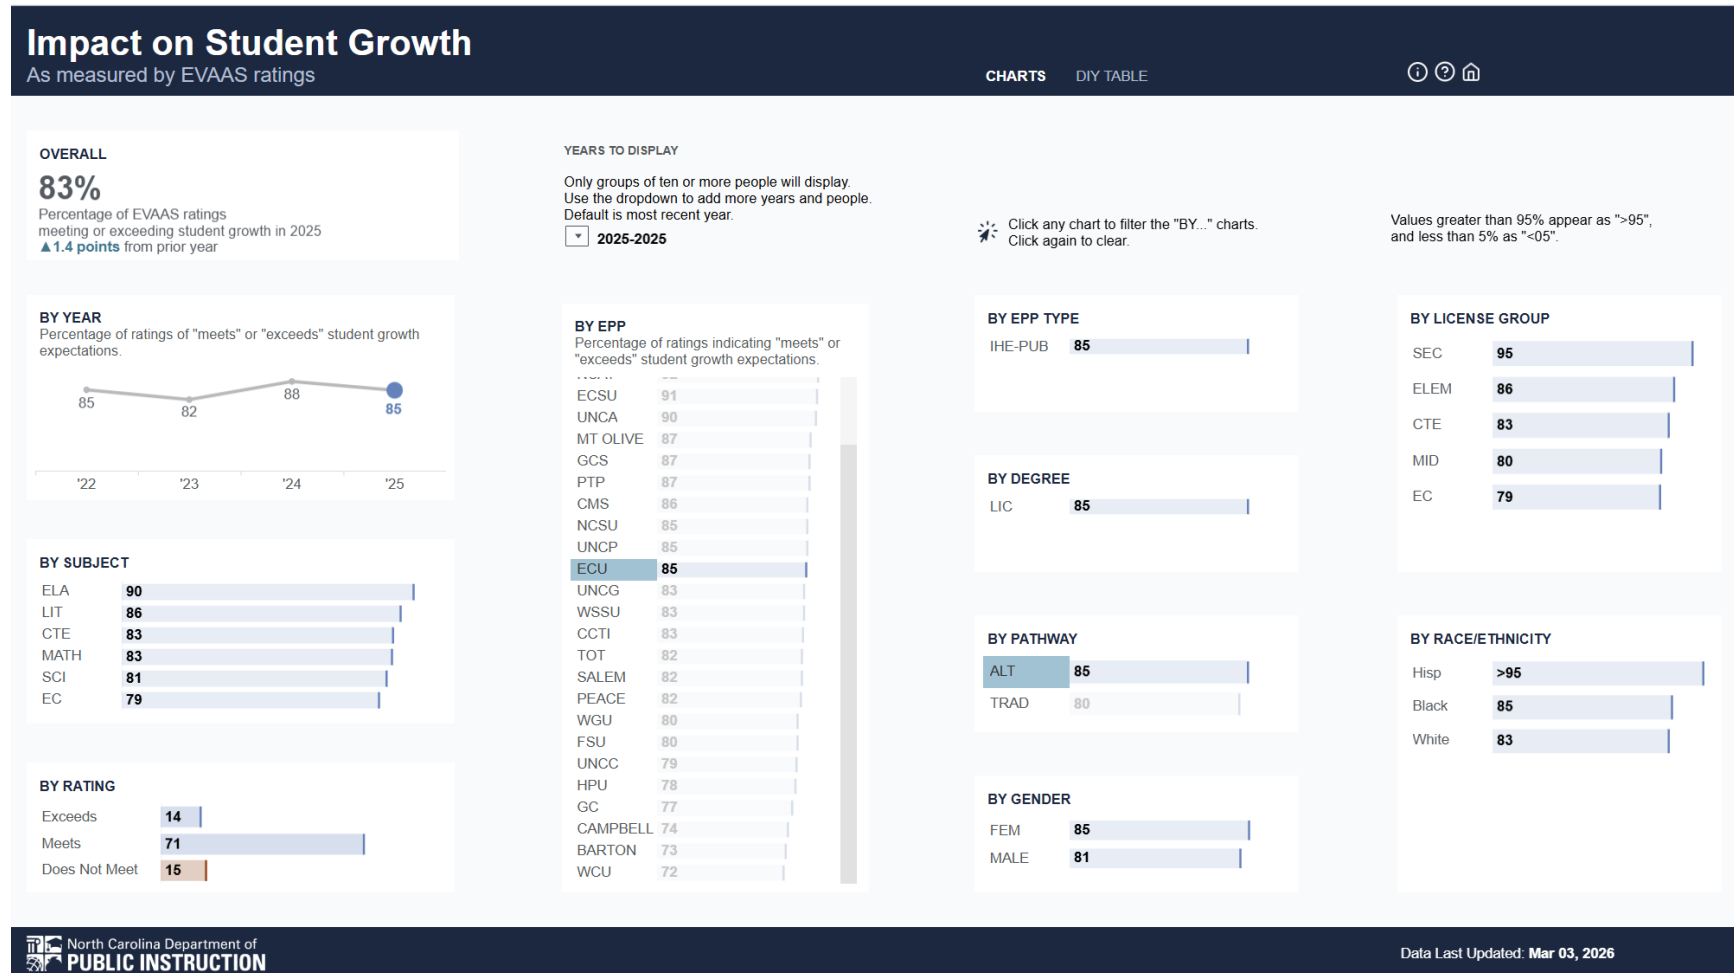 Impact on Student Growth
As measured by EVAAS ratings
CHARTS
DIY TABLE
OVERALL
83%
Percentage of EVAAS ratings
meeting or exceeding student growth in 2025
▲1.4 points from prior year
YEARS TO DISPLAY
Only groups of ten or more people will display.
Use the dropdown to add more years and people.
Default is most recent year.
2025-2025
Click any chart to filter the "BY..." charts.
Click again to clear.
Values greater than 95% appear as ">95",
and less than 5% as "<05".
BY YEAR
Percentage of ratings of "meets" or "exceeds" student growth
expectations.
85
82
88
85
'22
'23
'24
'25
BY SUBJECT
ELA 90
LIT 86
CTE 83
MATH 83
SCI 81
EC 79
BY RATING
Exceeds 14
Meets 71
Does Not Meet 15
BY EPP
Percentage of ratings indicating "meets" or
"exceeds" student growth expectations.
ECSU 91
UNCA 90
MT OLIVE 87
GCS 87
PTP 87
CMS 86
NCSU 85
UNCP 85
ECU 85
UNCG 83
WSSU 83
CCTI 83
TOT 82
SALEM 82
PEACE 82
WGU 80
FSU 80
UNCC 79
HPU 78
GC 77
CAMPBELL 74
BARTON 73
WCU 72
BY EPP TYPE
IHE-PUB 85
BY DEGREE
LIC 85
BY PATHWAY
ALT 85
TRAD 80
BY GENDER
FEM 85
MALE 81
BY LICENSE GROUP
SEC 95
ELEM 86
CTE 83
MID 80
EC 79
BY RACE/ETHNICITY
Hisp >95
Black 85
White 83
North Carolina Department of
PUBLIC INSTRUCTION
Data Last Updated: Mar 03, 2026